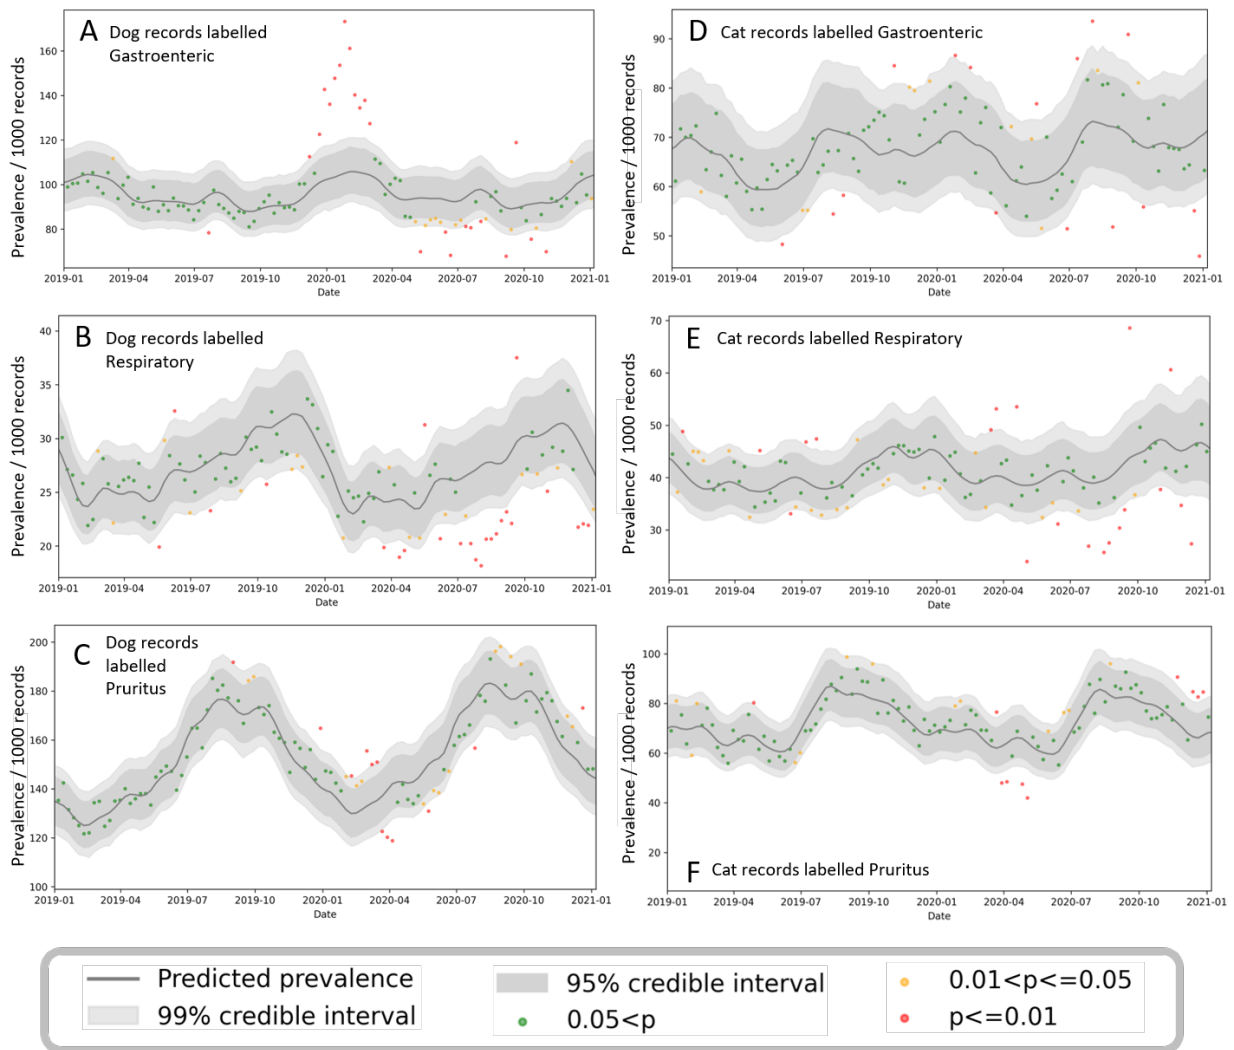 A Dog records labelled
Gastroenteric
Prevalence / 1000 records
160
140
120
100
80
2019-01 2019-04 2019-07 2019-10 2020-01 2020-04 2020-07 2020-10 2021-01
Date
D Cat records labelled Gastroenteric
Prevalence / 1000 records
90
80
70
60
50
2019-01 2019-04 2019-07 2019-10 2020-01 2020-04 2020-07 2020-10 2021-01
Date
B Dog records labelled
Respiratory
Prevalence / 1000 records
40
35
30
25
20
2019-01 2019-04 2019-07 2019-10 2020-01 2020-04 2020-07 2020-10 2021-01
Date
E Cat records labelled Respiratory
Prevalence / 1000 records
70
60
50
40
30
2019-01 2019-04 2019-07 2019-10 2020-01 2020-04 2020-07 2020-10 2021-01
Date
C Dog records
labelled
Pruritus
Prevalence / 1000 records
200
180
160
140
120
100
2019-01 2019-04 2019-07 2019-10 2020-01 2020-04 2020-07 2020-10 2021-01
Date
F Cat records labelled Pruritus
Prevalence / 1000 records
100
80
60
40
20
2019-01 2019-04 2019-07 2019-10 2020-01 2020-04 2020-07 2020-10 2021-01
Date
Predicted prevalence
99% credible interval
95% credible interval
0.05<p
0.01<p<=0.05
p<=0.01